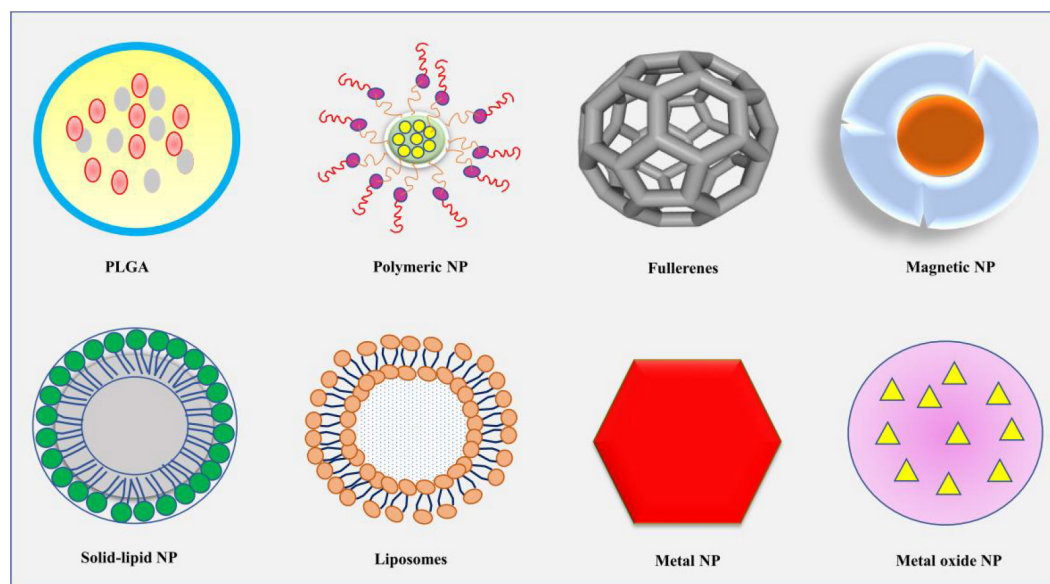 PLGA
Polymeric NP
Fullerenes
Magnetic NP
Solid-lipid NP
Liposomes
Metal NP
Metal oxide NP